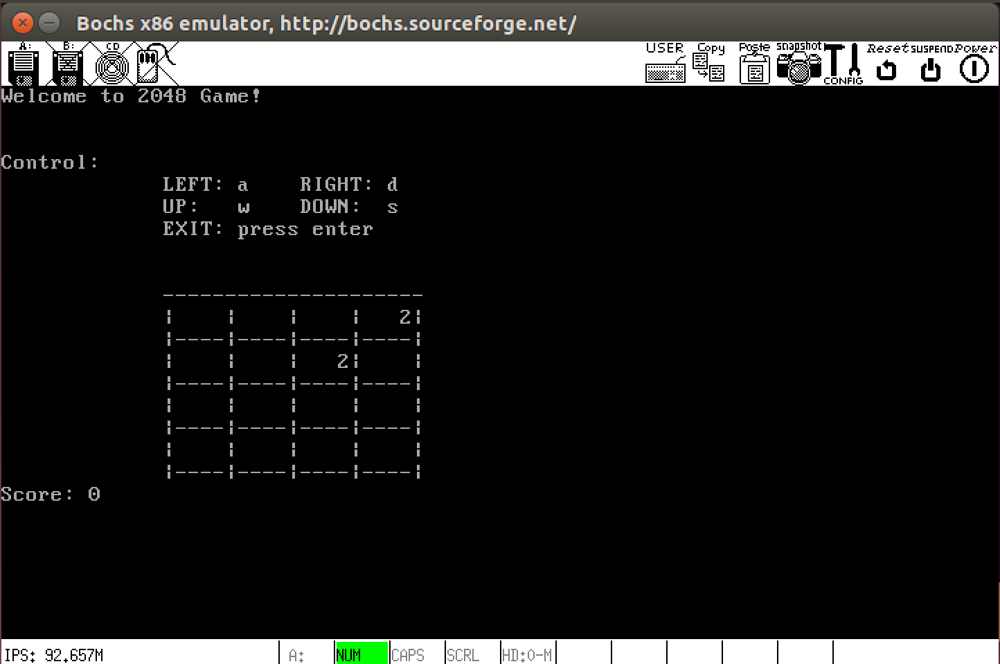 Bochs x86 emulator, http://bochs.sourceforge.net/
A: B: CD USER Copy Paste snapshot CONFIG Reset SUSPEND Power
Welcome to 2048 Game!
Control:
LEFT: a RIGHT: d
UP: w DOWN: s
EXIT: press enter
2
2
Score: 0
IPS: 92.657M A: NUM CAPS SCRL HD:0-M